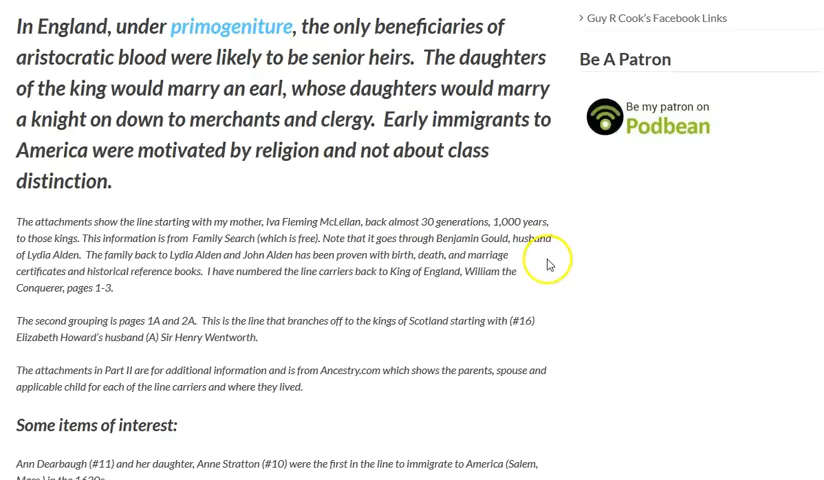 In England, under primogeniture, the only beneficiaries of
aristocratic blood were likely to be senior heirs. The daughters
of the king would marry an earl, whose daughters would marry
a knight on down to merchants and clergy. Early immigrants to
America were motivated by religion and not about class
distinction.
The attachments show the line starting with my mother, Iva Fleming McLellan, back almost 30 generations, 1,000 years,
to those kings. This information is from Family Search (which is free). Note that it goes through Benjamin Gould, husband
of Lydia Alden. The family back to Lydia Alden and John Alden has been proven with birth, death, and marriage
certificates and historical reference books. I have numbered the line carriers back to King of England, William the
Conquerer, pages 1-3.
The second grouping is pages 1A and 2A. This is the line that branches off to the kings of Scotland starting with (#16)
Elizabeth Howard's husband (A) Sir Henry Wentworth.
The attachments in Part II are for additional information and is from Ancestry.com which shows the parents, spouse and
applicable child for each of the line carriers and where they lived.
Some items of interest:
Ann Dearbaugh (#11) and her daughter, Anne Stratton (#10) were the first in the line to immigrate to America (Salem,
Mass.) in the 1630s
Guy R Cook's Facebook Links
Be A Patron
Be my patron on
Podbean